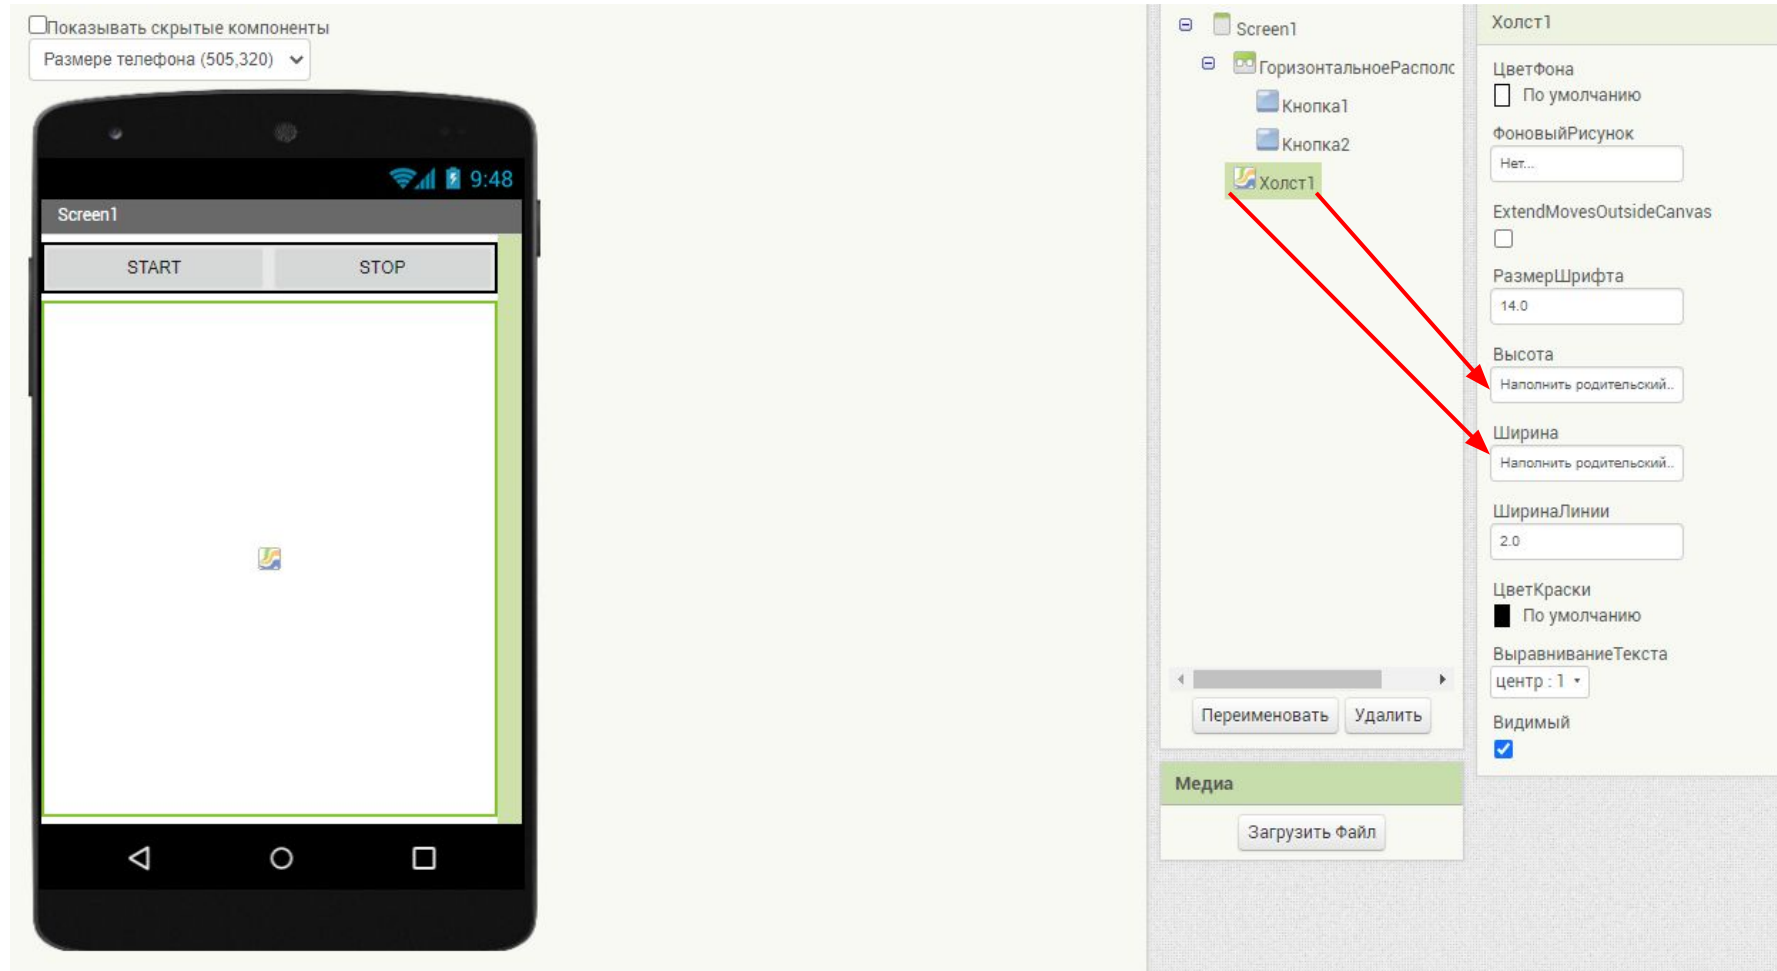 Показывать скрытые компоненты
Размере телефона (505,320)
9:48
Screen1
START
STOP
Screen1
ГоризонтальноеРасполо
Кнопка1
Кнопка2
Холст1
Переименовать
Удалить
Медиа
Загрузить Файл
Холст1
ЦветФона
По умолчанию
ФоновыйРисунок
Нет...
ExtendMovesOutsideCanvas
РазмерШрифта
14.0
Высота
Наполнить родительский..
Ширина
Наполнить родительский..
ШиринаЛинии
2.0
ЦветКраски
По умолчанию
ВыравниваниеТекста
центр : 1
Видимый